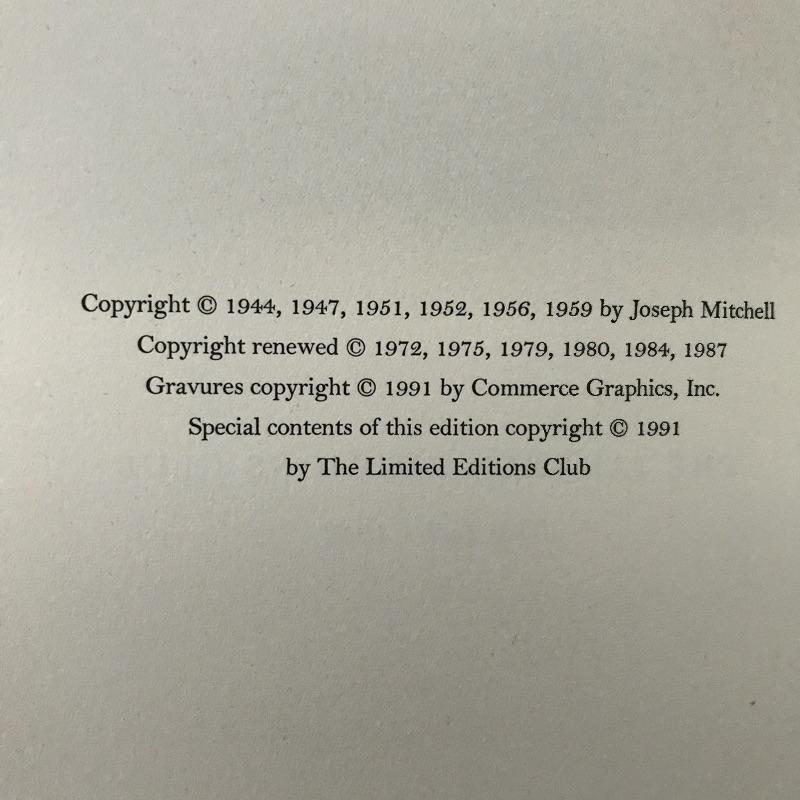 Copyright © 1944, 1947, 1951, 1952, 1956, 1959 by Joseph Mitchell
Copyright renewed © 1972, 1975, 1979, 1980, 1984, 1987
Gravures copyright © 1991 by Commerce Graphics, Inc.
Special contents of this edition copyright © 1991
by The Limited Editions Club